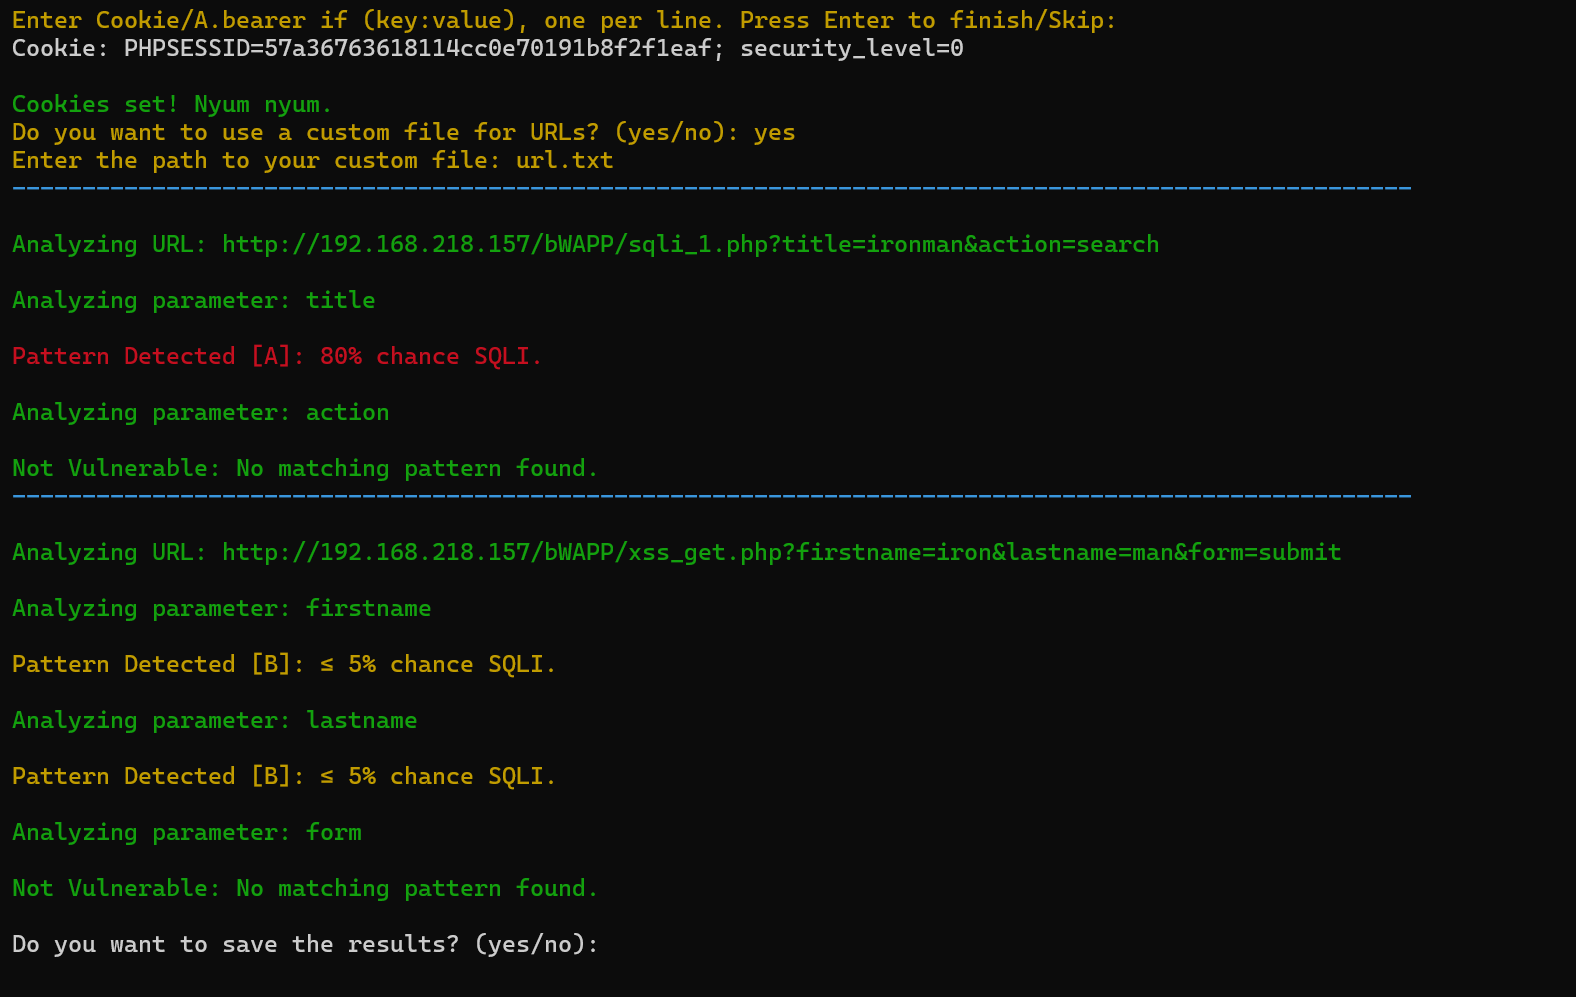 Enter Cookie/A.bearer if (key:value), one per line. Press Enter to finish/Skip:
Cookie: PHPSESSID=57a36763618114cc0e70191b8f2f1eaf; security_level=0
Cookies set! Nyum nyum.
Do you want to use a custom file for URLs? (yes/no): yes
Enter the path to your custom file: url.txt
----------------------------------------------------------------------------------------------------
Analyzing URL: http://192.168.218.157/bWAPP/sqli_1.php?title=ironman&action=search
Analyzing parameter: title
Pattern Detected [A]: 80% chance SQLI.
Analyzing parameter: action
Not Vulnerable: No matching pattern found.
----------------------------------------------------------------------------------------------------
Analyzing URL: http://192.168.218.157/bWAPP/xss_get.php?firstname=iron&lastname=man&form=submit
Analyzing parameter: firstname
Pattern Detected [B]: ≤ 5% chance SQLI.
Analyzing parameter: lastname
Pattern Detected [B]: ≤ 5% chance SQLI.
Analyzing parameter: form
Not Vulnerable: No matching pattern found.
Do you want to save the results? (yes/no):